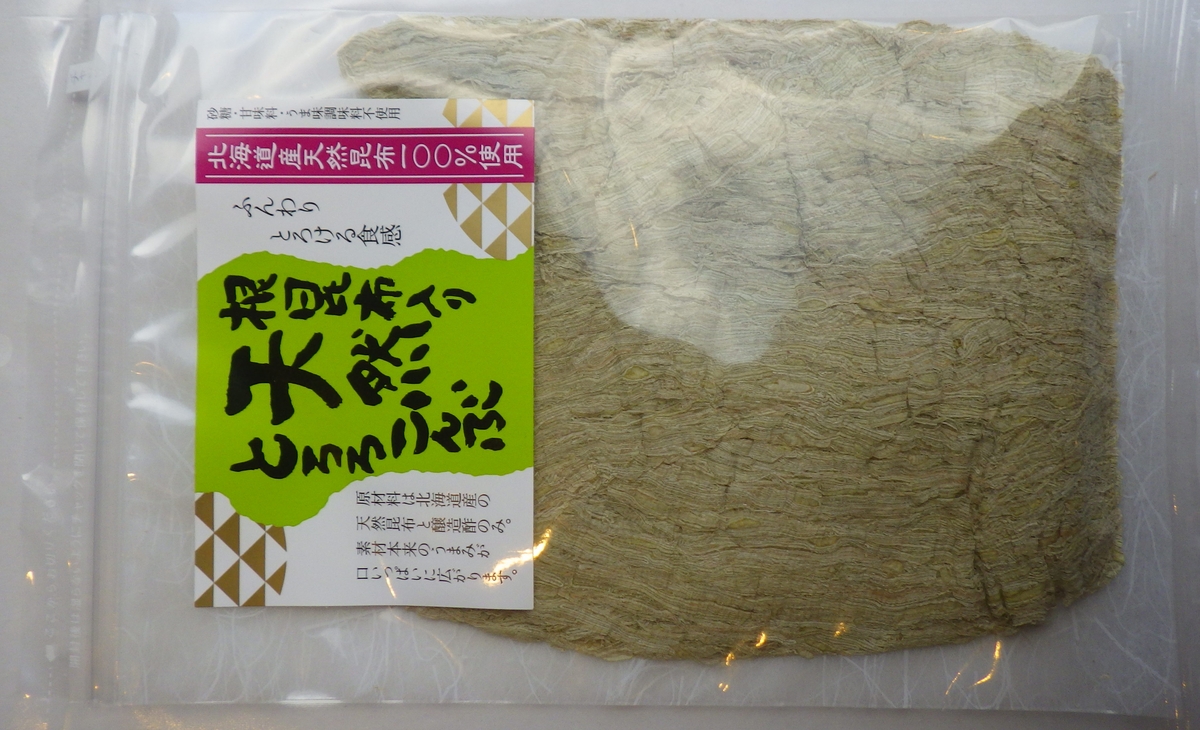 砂糖・甘味料・うま味調味料不使用
北海道産天然昆布一〇〇%使用
ふんわり
とろける食感
根昆布入り
天然
とろろこんぶ
原材料は北海道産の
天然昆布と醸造酢のみ。
素材本来のうまみが
口いっぱいに広がります。